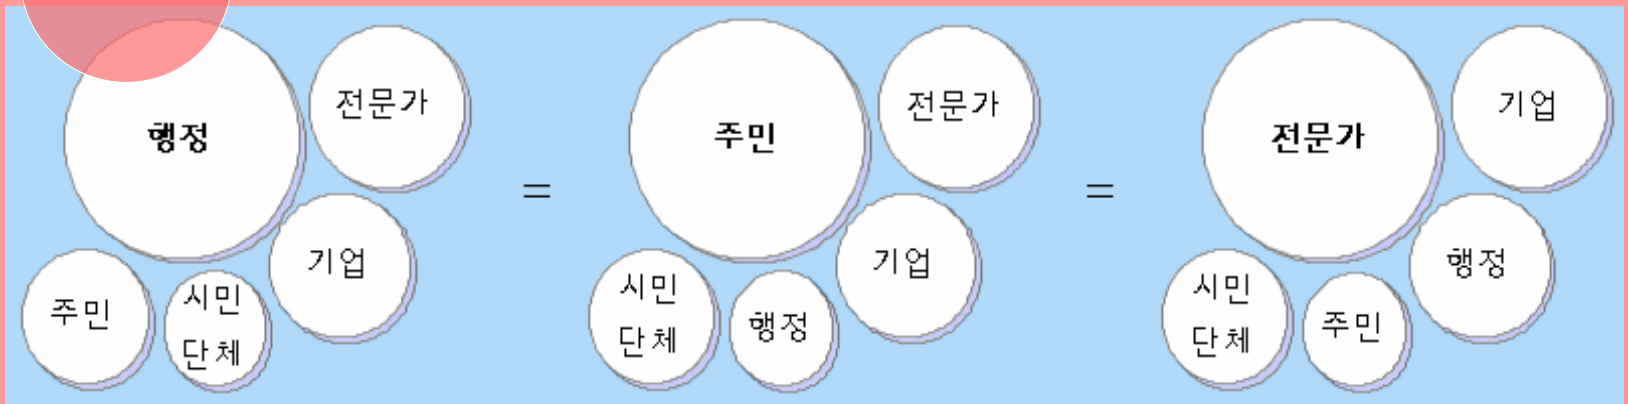 행정
전문가
기업
주민
시민
단체
=
주민
전문가
기업
시민
단체
행정
=
전문가
기업
행정
시민
단체
주민